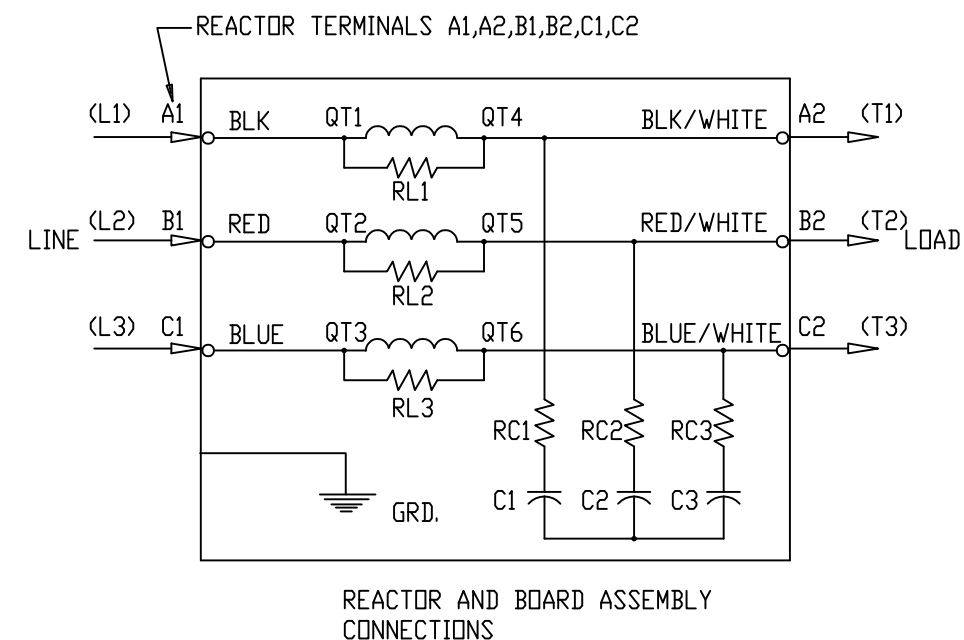 REACTOR TERMINALS A1,A2,B1,B2,C1,C2
(L1) A1 BLK QT1 QT4 BLK/WHITE A2 (T1)
RL1
LINE (L2) B1 RED QT2 QT5 RED/WHITE B2 (T2) LOAD
RL2
(L3) C1 BLUE QT3 QT6 BLUE/WHITE C2 (T3)
RL3
RC1 RC2 RC3
C1 C2 C3
GRD.
REACTOR AND BOARD ASSEMBLY
CONNECTIONS